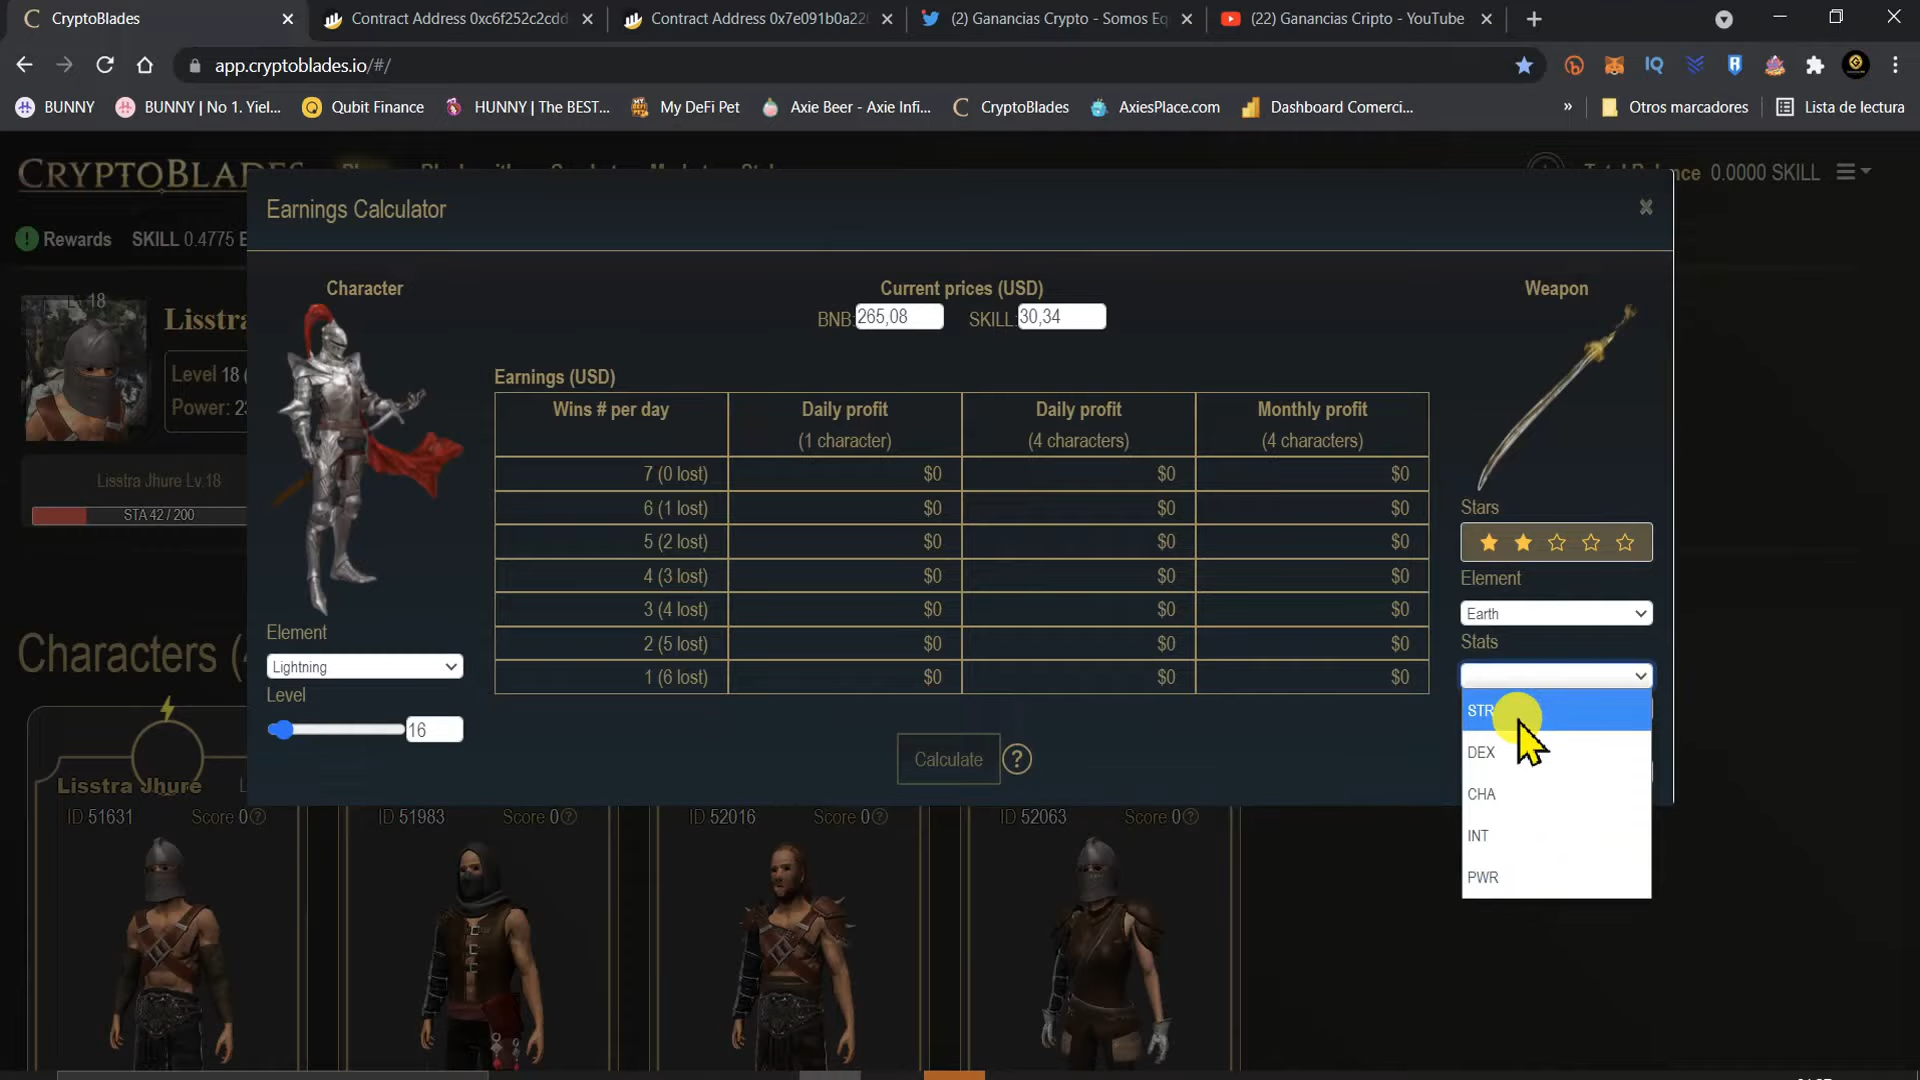 CryptoBlades
Contract Address 0xc6f252c2cdd
Contract Address 0x7e091b0a220
(2) Ganancias Crypto - Somos Eq
(22) Ganancias Cripto - YouTube
app.cryptoblades.io/#/
BUNNY
BUNNY | No 1. Yiel...
Qubit Finance
HUNNY | The BEST...
My DeFi Pet
Axie Beer - Axie Infi...
CryptoBlades
AxiesPlace.com
Dashboard Comerci...
»
Otros marcadores
Lista de lectura
0.0000 SKILL
Rewards
SKILL 0.4775
Earnings Calculator
Character
Current prices (USD)
Weapon
BNB: 265,08
SKILL: 30,34
Lv.18
Level 18
Power:
Lisstra Jhure Lv.18
STA 42 / 200
Earnings (USD)
Wins # per day
Daily profit (1 character)
Daily profit (4 characters)
Monthly profit (4 characters)
7 (0 lost) $0 $0 $0
6 (1 lost) $0 $0 $0
5 (2 lost) $0 $0 $0
4 (3 lost) $0 $0 $0
3 (4 lost) $0 $0 $0
2 (5 lost) $0 $0 $0
1 (6 lost) $0 $0 $0
Stars
Element
Earth
Stats
STR
DEX
CHA
INT
PWR
Element
Lightning
Level
16
Calculate
?
Characters
Lisstra Jhure
ID 51631 Score 0
ID 51983 Score 0
ID 52016 Score 0
ID 52063 Score 0